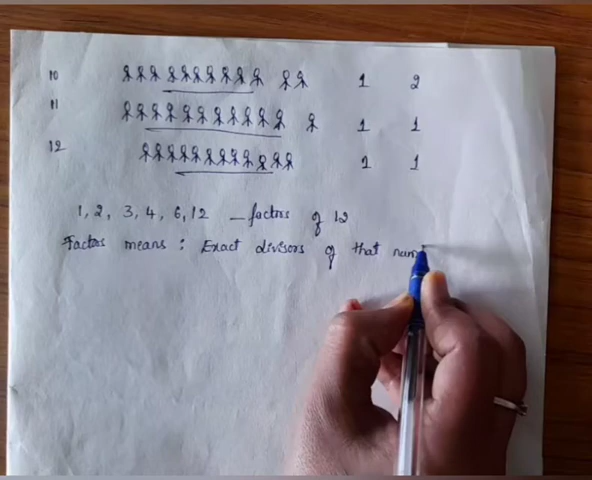 10 1 2
11 1 1
12 1 1
1, 2, 3, 4, 6, 12 – factors of 12
Factors means : Exact divisors of that num